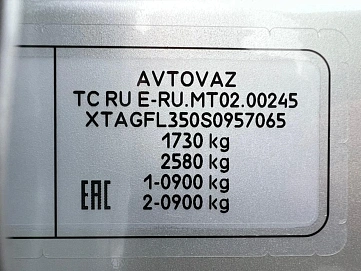 AVTOVAZ
TC RU E-RU.MT02.00245
XTAGFL350S0957065
1730 kg
2580 kg
1-0900 kg
2-0900 kg
EAC